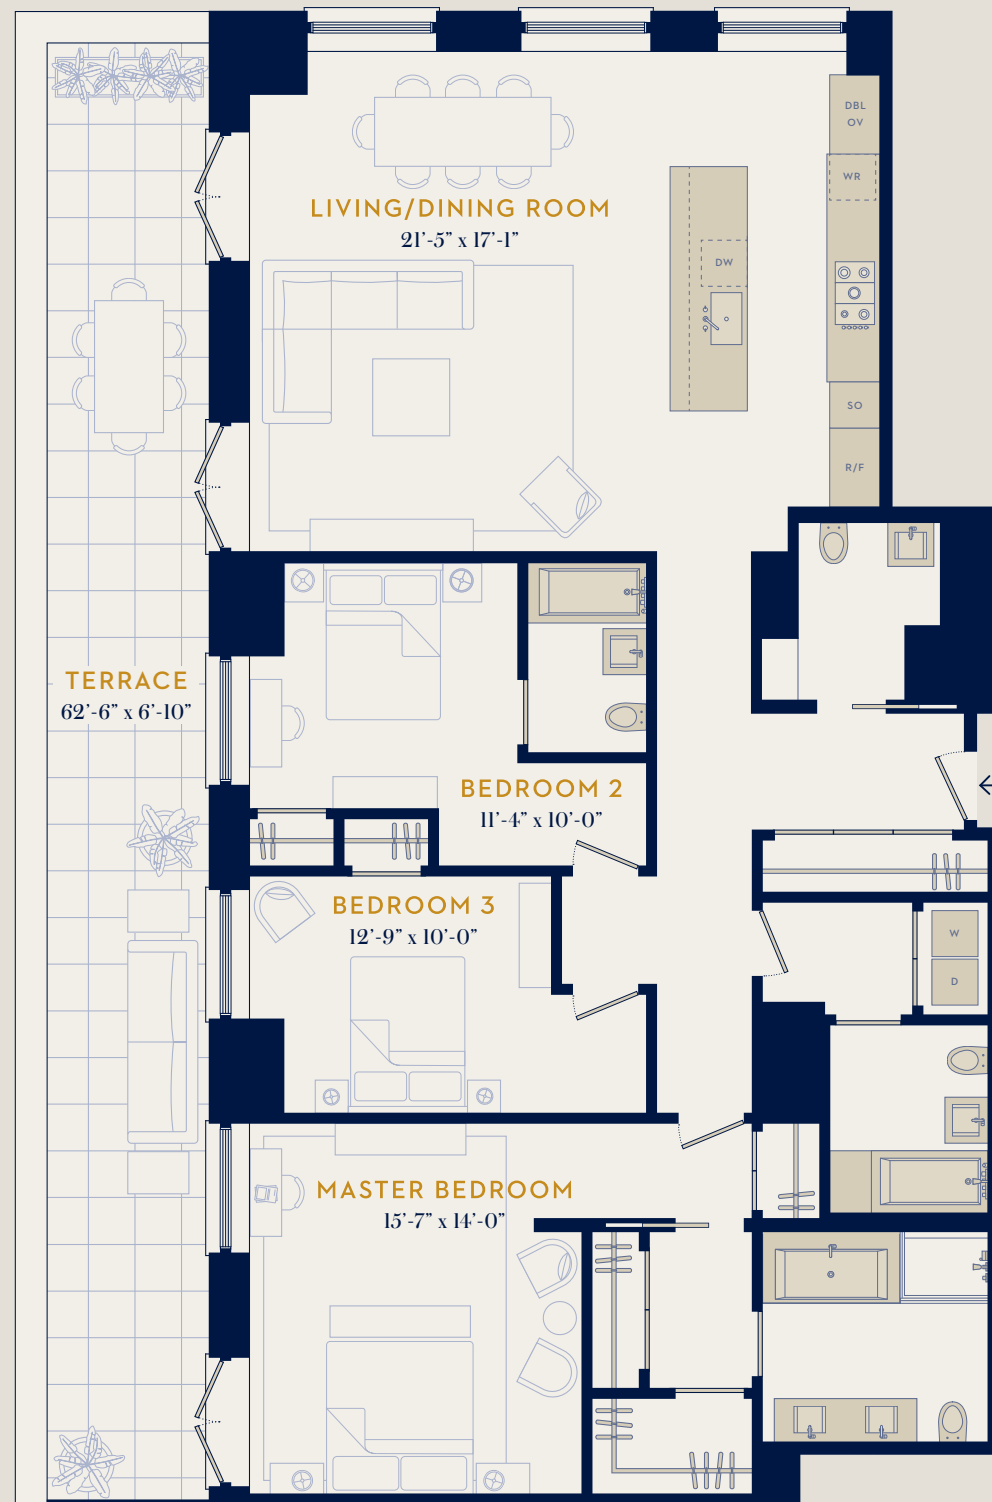 DBL
OV
WR
LIVING/DINING ROOM
21’-5” x 17’-1”
DW
SO
R/F
TERRACE
62’-6” x 6’-10”
BEDROOM 2
11’-4” x 10’-0”
BEDROOM 3
12’-9” x 10’-0”
W
D
MASTER BEDROOM
15’-7” x 14’-0”